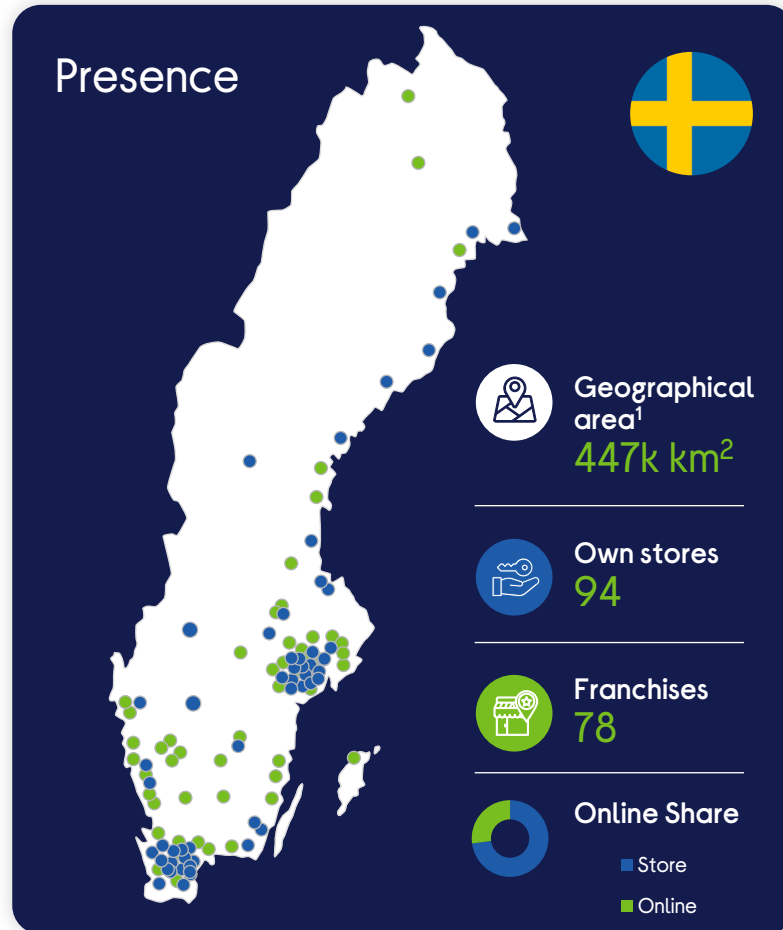 Presence
Geographical
area¹
447k km²
Own stores
94
Franchises
78
Online Share
Store
Online